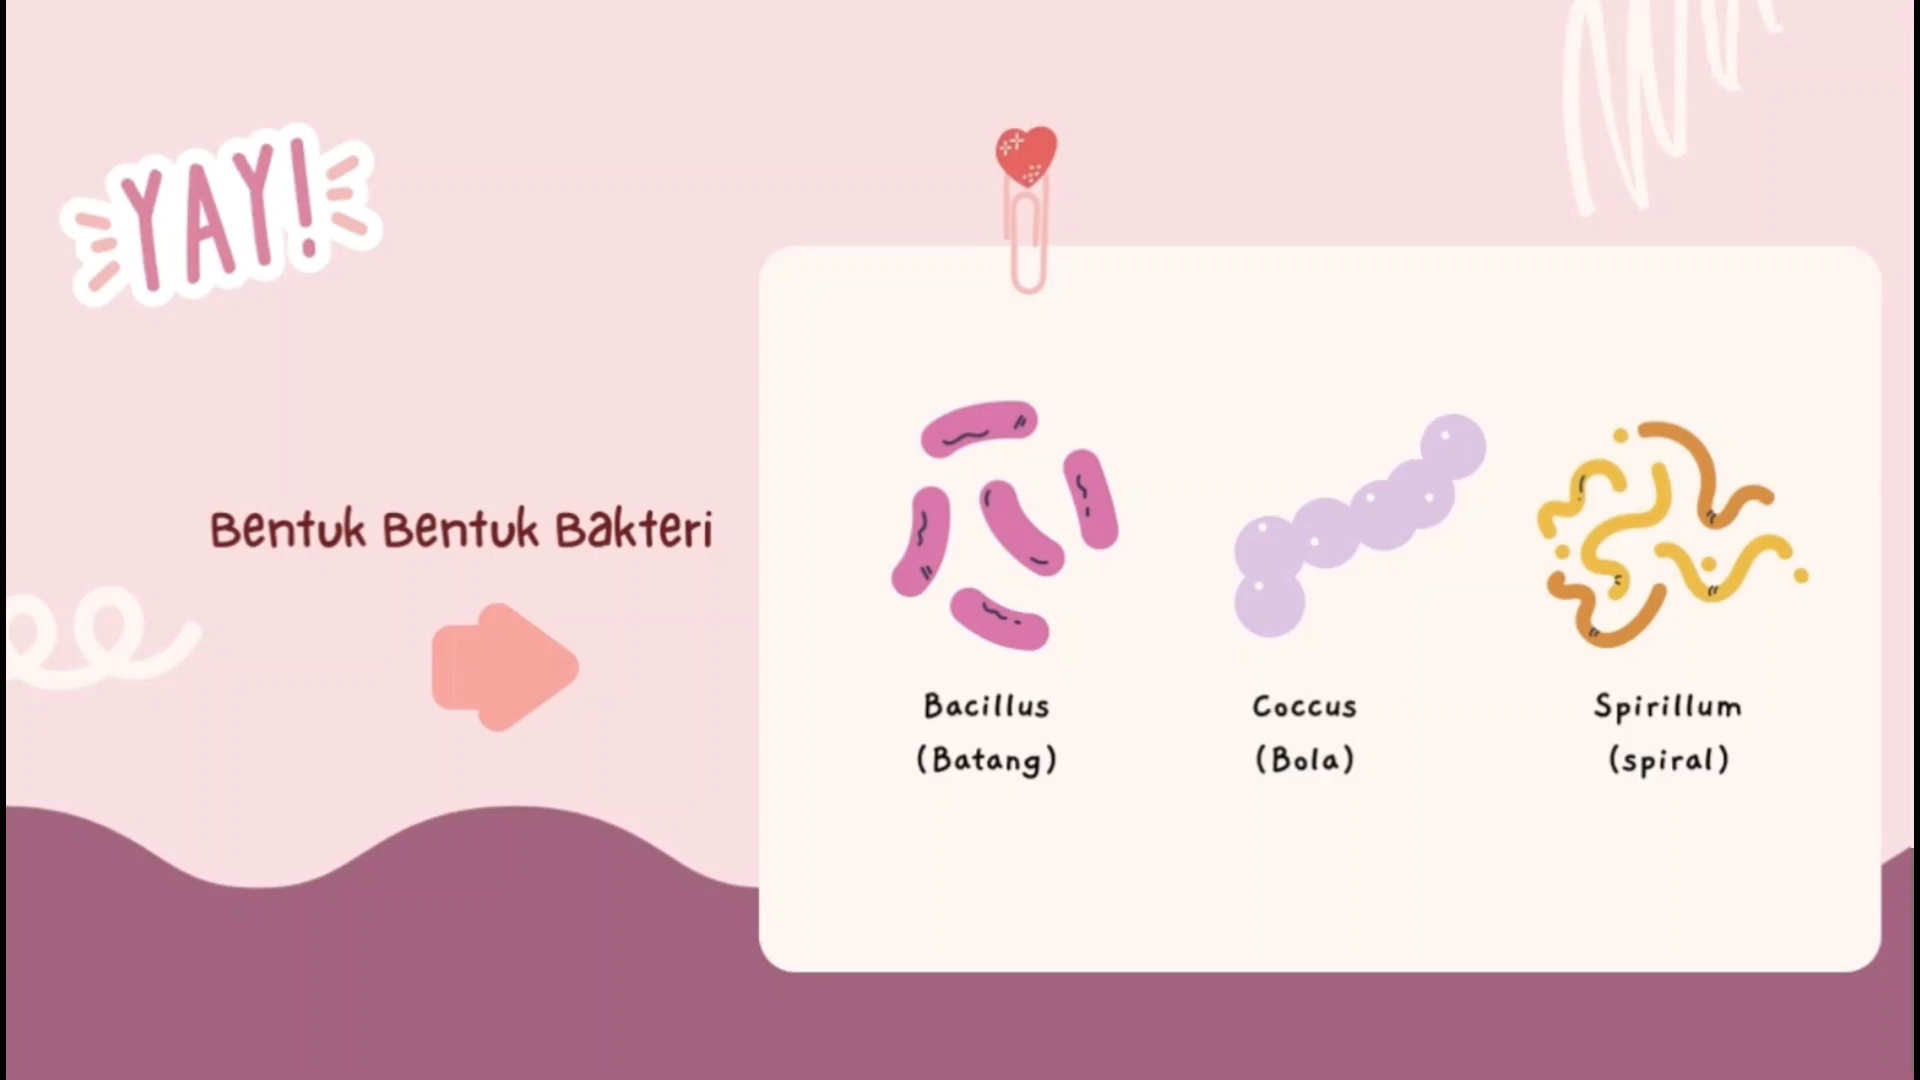 YAY!
Bentuk Bentuk Bakteri
Bacillus
(Batang)
Coccus
(Bola)
Spirillum
(spiral)